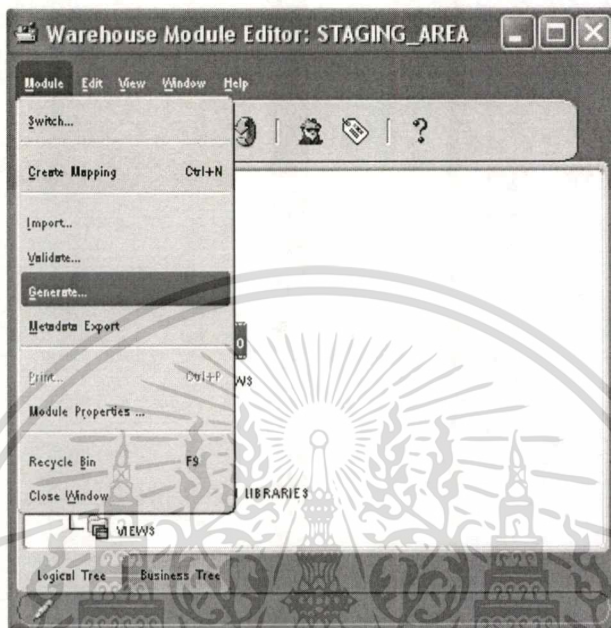 Warehouse Module Editor: STAGING_AREA
Module Edit View Window Help
Switch...
Create Mapping Ctrl+N
Import...
Validate...
Generate...
Metadata Export
Print... Ctrl+P
Module Properties ...
Recycle Bin F9
Close Window
O
WS
LIBRARIES
VIEWS
Logical Tree Business Tree